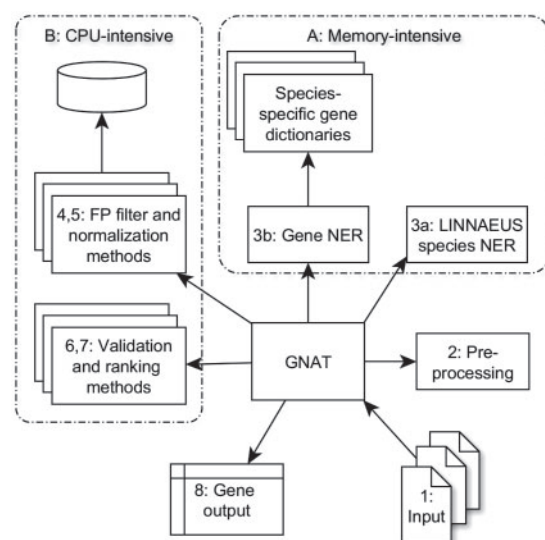 B: CPU-intensive
A: Memory-intensive
Species-
specific gene
dictionaries
4,5: FP filter and
normalization
methods
3b: Gene NER
3a: LINNAEUS
species NER
6,7: Validation
and ranking
methods
GNAT
2: Pre-
processing
8: Gene
output
1:
Input